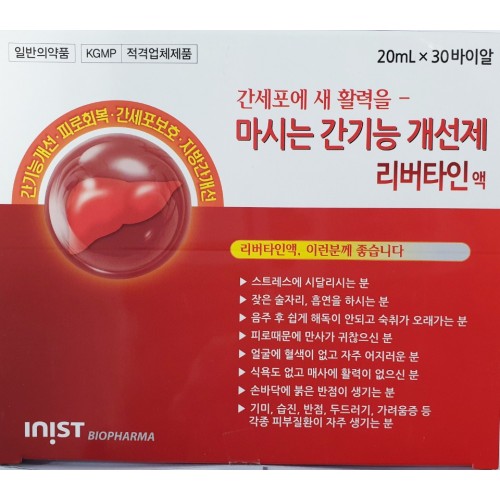 일반의약품 KGMP 적격업체제품
20mL × 30바이알
간세포에 새 활력을 –
마시는 간기능 개선제
리버타인 액
간기능개선·피로회복·간세포보호·지방간개선
리버타인액, 이런분께 좋습니다
▶ 스트레스에 시달리시는 분
▶ 잦은 술자리, 흡연을 하시는 분
▶ 음주 후 쉽게 해독이 안되고 숙취가 오래가는 분
▶ 피로때문에 만사가 귀찮으신 분
▶ 얼굴에 혈색이 없고 자주 어지러운 분
▶ 식욕도 없고 매사에 활력이 없으신 분
▶ 손바닥에 붉은 반점이 생기는 분
▶ 기미, 습진, 반점, 두드러기, 가려움증 등
각종 피부질환이 자주 생기는 분
INIST BIOPHARMA